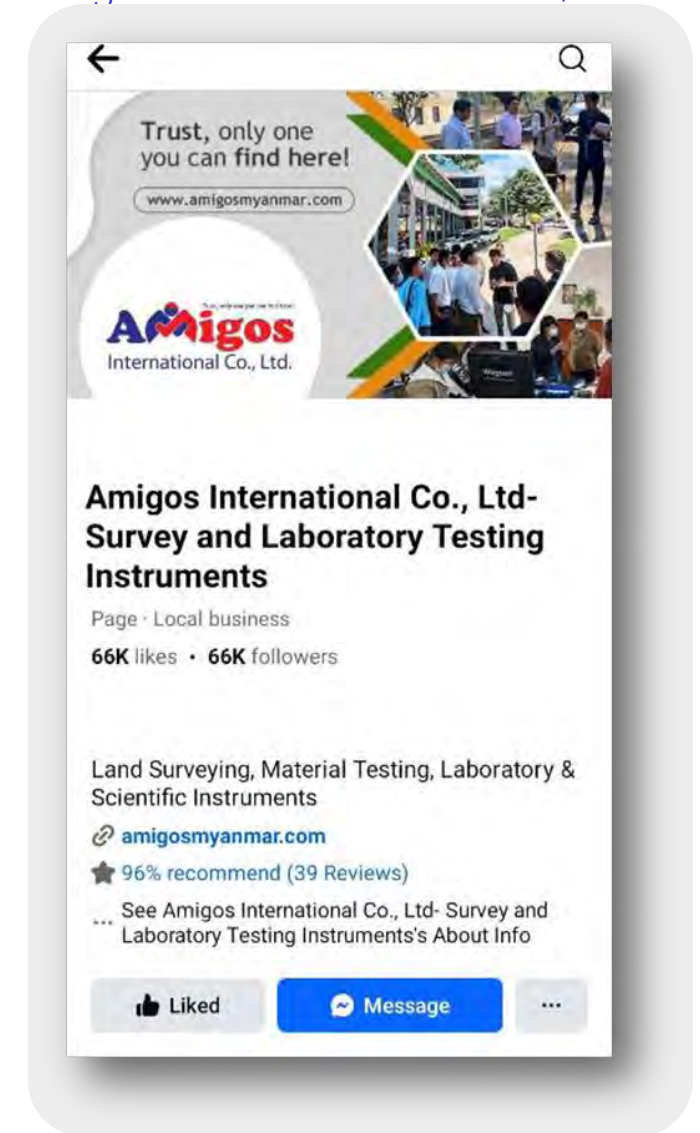 Trust, only one
you can find here!
www.amigosmyanmar.com
Amigos
International Co., Ltd.
Amigos International Co., Ltd-
Survey and Laboratory Testing
Instruments
Page · Local business
66K likes • 66K followers
Land Surveying, Material Testing, Laboratory &
Scientific Instruments
amigosmyanmar.com
96% recommend (39 Reviews)
... See Amigos International Co., Ltd- Survey and
Laboratory Testing Instruments's About Info
Liked
Message
...